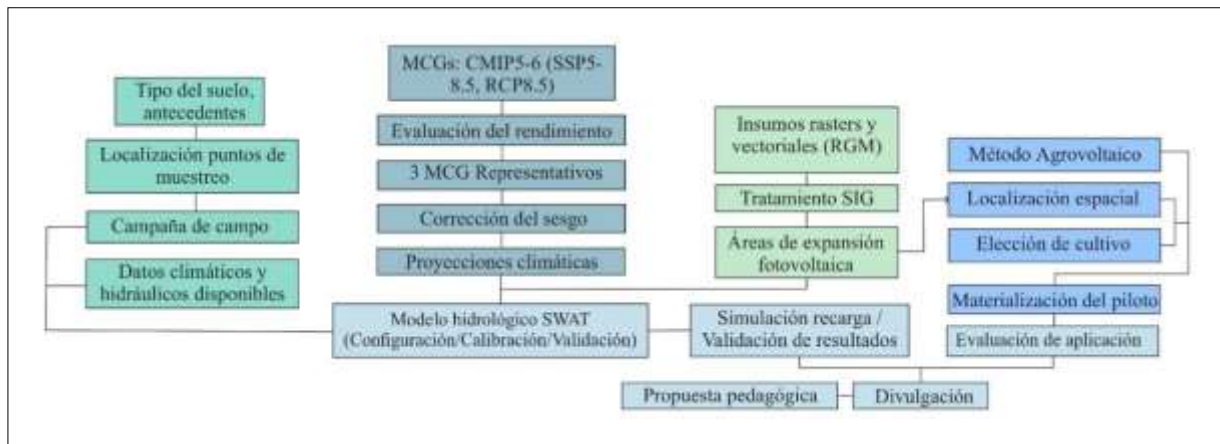 Tipo del suelo,
antecedentes
Localización puntos de
muestreo
Campaña de campo
Datos climáticos y
hidráulicos disponibles
MCGs: CMIP5-6 (SSP5-
8.5, RCP8.5)
Evaluación del rendimiento
3 MCG Representativos
Corrección del sesgo
Proyecciones climáticas
Modelo hidrológico SWAT
(Configuración/Calibración/Validación)
Insumos rasters y
vectoriales (RGM)
Tratamiento SIG
Áreas de expansión
fotovoltaica
Simulación recarga /
Validación de resultados
Método Agrovoltaico
Localización espacial
Elección de cultivo
Materialización del piloto
Evaluación de aplicación
Propuesta pedagógica
Divulgación